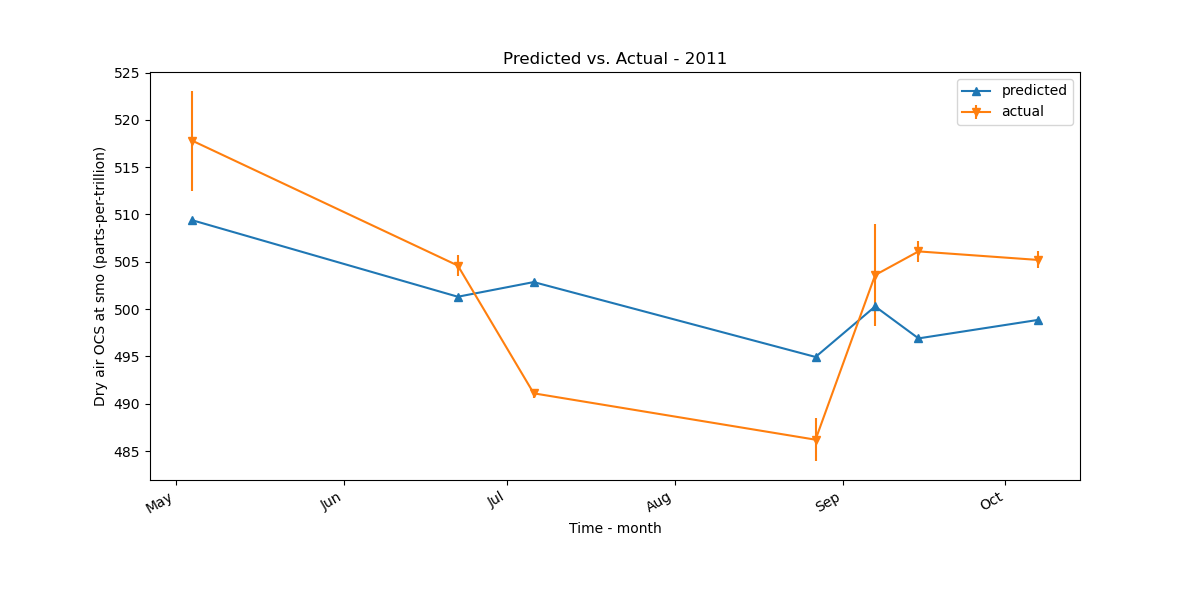 Predicted vs. Actual - 2011
predicted
actual
Dry air OCS at smo (parts-per-trillion)
525
520
515
510
505
500
495
490
485
May
Jun
Jul
Aug
Sep
Oct
Time - month